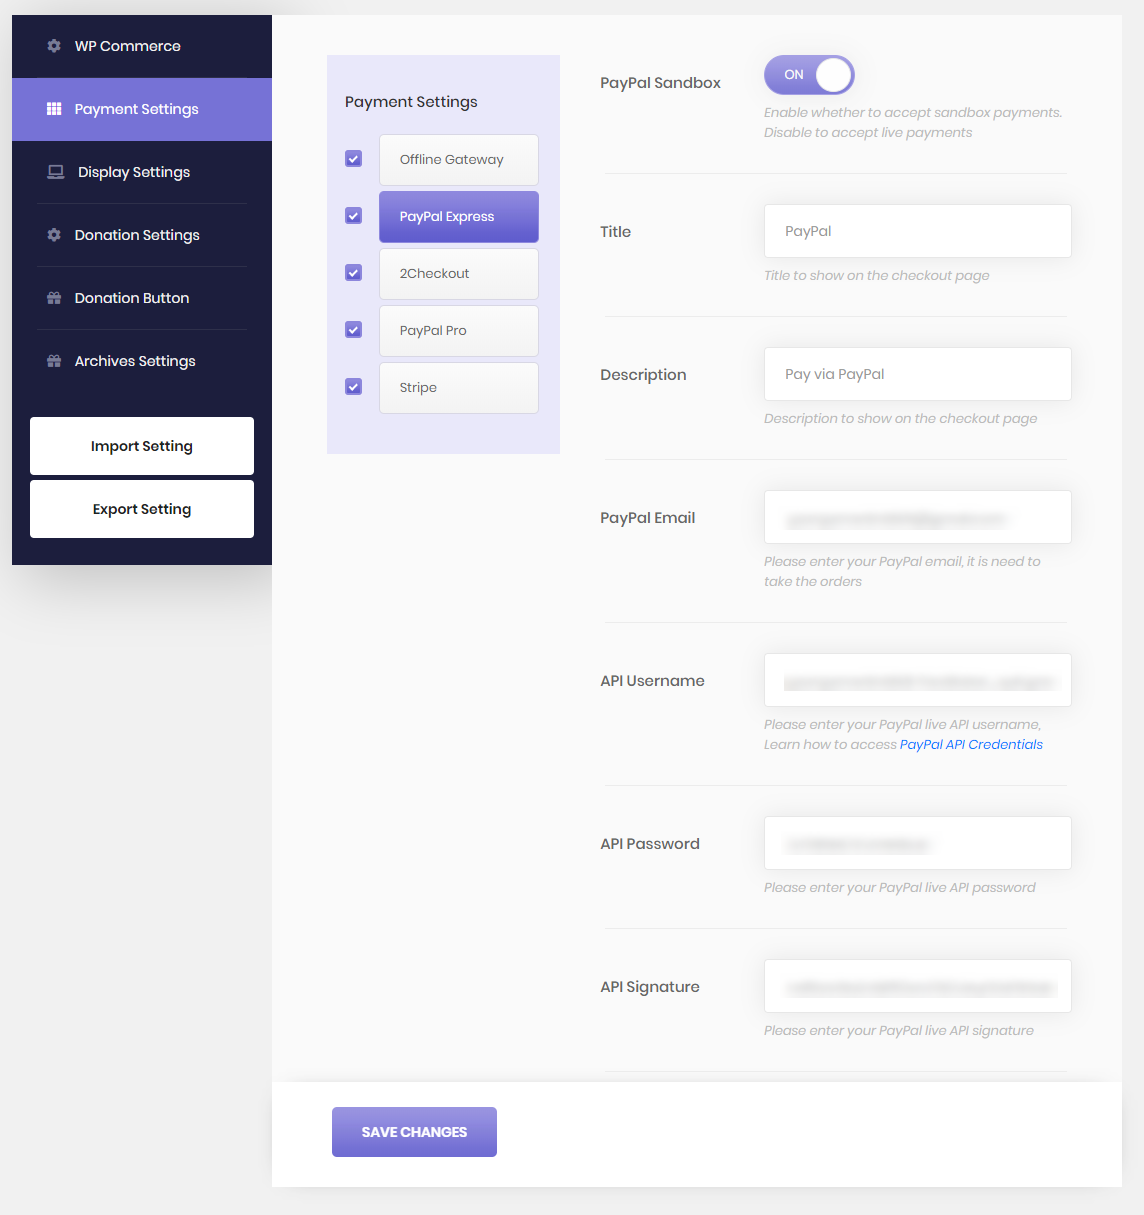 WP Commerce
Payment Settings
Display Settings
Donation Settings
Donation Button
Archives Settings
Import Setting
Export Setting
Payment Settings
Offline Gateway
PayPal Express
2Checkout
PayPal Pro
Stripe
PayPal Sandbox
ON
Enable whether to accept sandbox payments.
Disable to accept live payments
Title
PayPal
Title to show on the checkout page
Description
Pay via PayPal
Description to show on the checkout page
PayPal Email
Please enter your PayPal email, it is need to
take the orders
API Username
Please enter your PayPal live API username,
Learn how to access PayPal API Credentials
API Password
Please enter your PayPal live API password
API Signature
Please enter your PayPal live API signature
SAVE CHANGES